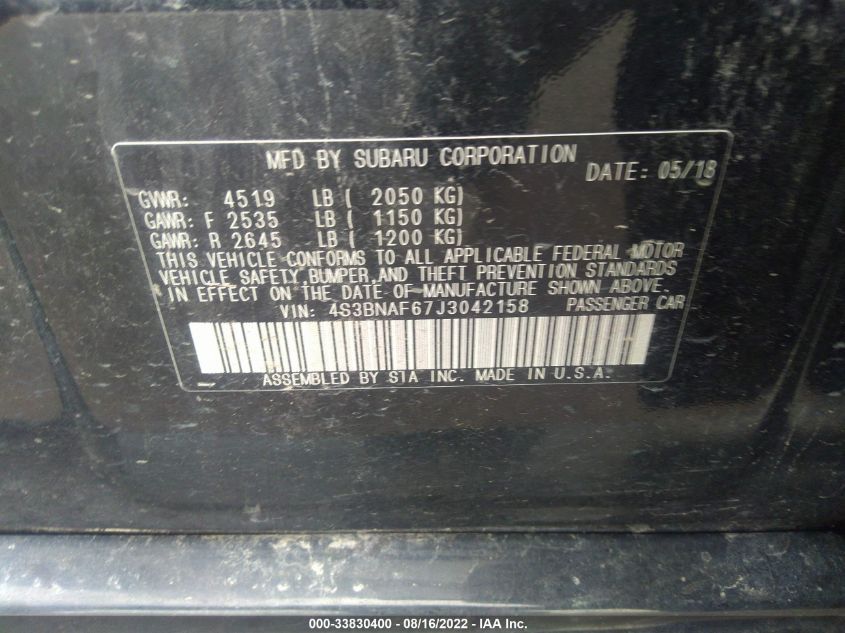 MFD BY SUBARU CORPORATION DATE: 05/18
GVWR: 4519 LB ( 2050 KG)
GAWR: F 2535 LB ( 1150 KG)
GAWR: R 2645 LB ( 1200 KG)
THIS VEHICLE CONFORMS TO ALL APPLICABLE FEDERAL MOTOR
VEHICLE SAFETY,BUMPER,AND THEFT PREVENTION STANDARDS
IN EFFECT ON THE DATE OF MANUFACTURE SHOWN ABOVE.
VIN: 4S3BNAF67J3042158 PASSENGER CAR
ASSEMBLED BY SIA INC. MADE IN U.S.A.
000-33830400 - 08/16/2022 - IAA Inc.